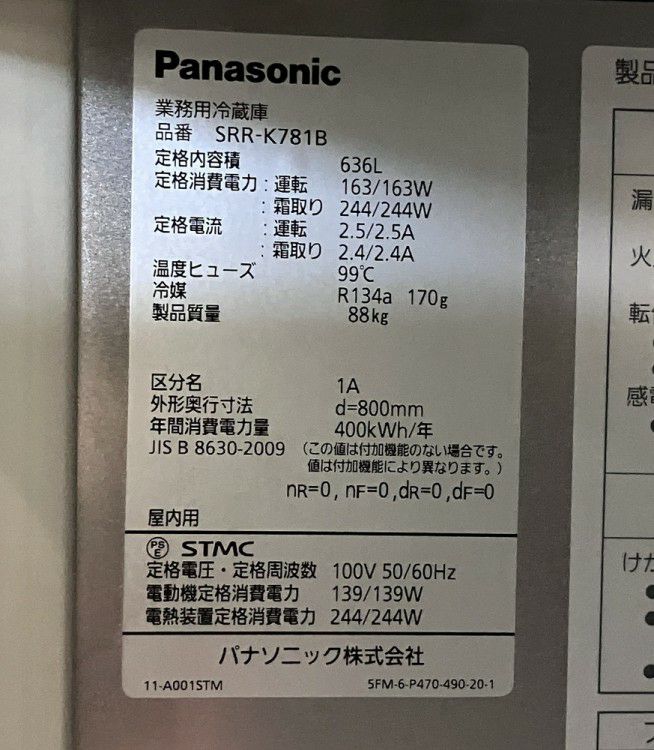 Panasonic
業務用冷蔵庫
品番 SRR-K781B
定格内容積 636L
定格消費電力:運転 163/163W
:霜取り 244/244W
定格電流 :運転 2.5/2.5A
:霜取り 2.4/2.4A
温度ヒューズ 99℃
冷媒 R134a 170g
製品質量 88kg
区分名 1A
外形奥行寸法 d=800mm
年間消費電力量 400kWh/年
JIS B 8630-2009 (この値は付加機能のない場合です。
値は付加機能により異なります。)
nR=0, nF=0,dR=0,dF=0
屋内用
PSE STMC
定格電圧・定格周波数 100V 50/60Hz
電動機定格消費電力 139/139W
電熱装置定格消費電力 244/244W
パナソニック株式会社
11-A001STM 5FM-6-P470-490-20-1
製品
漏
火
転
感電
けが